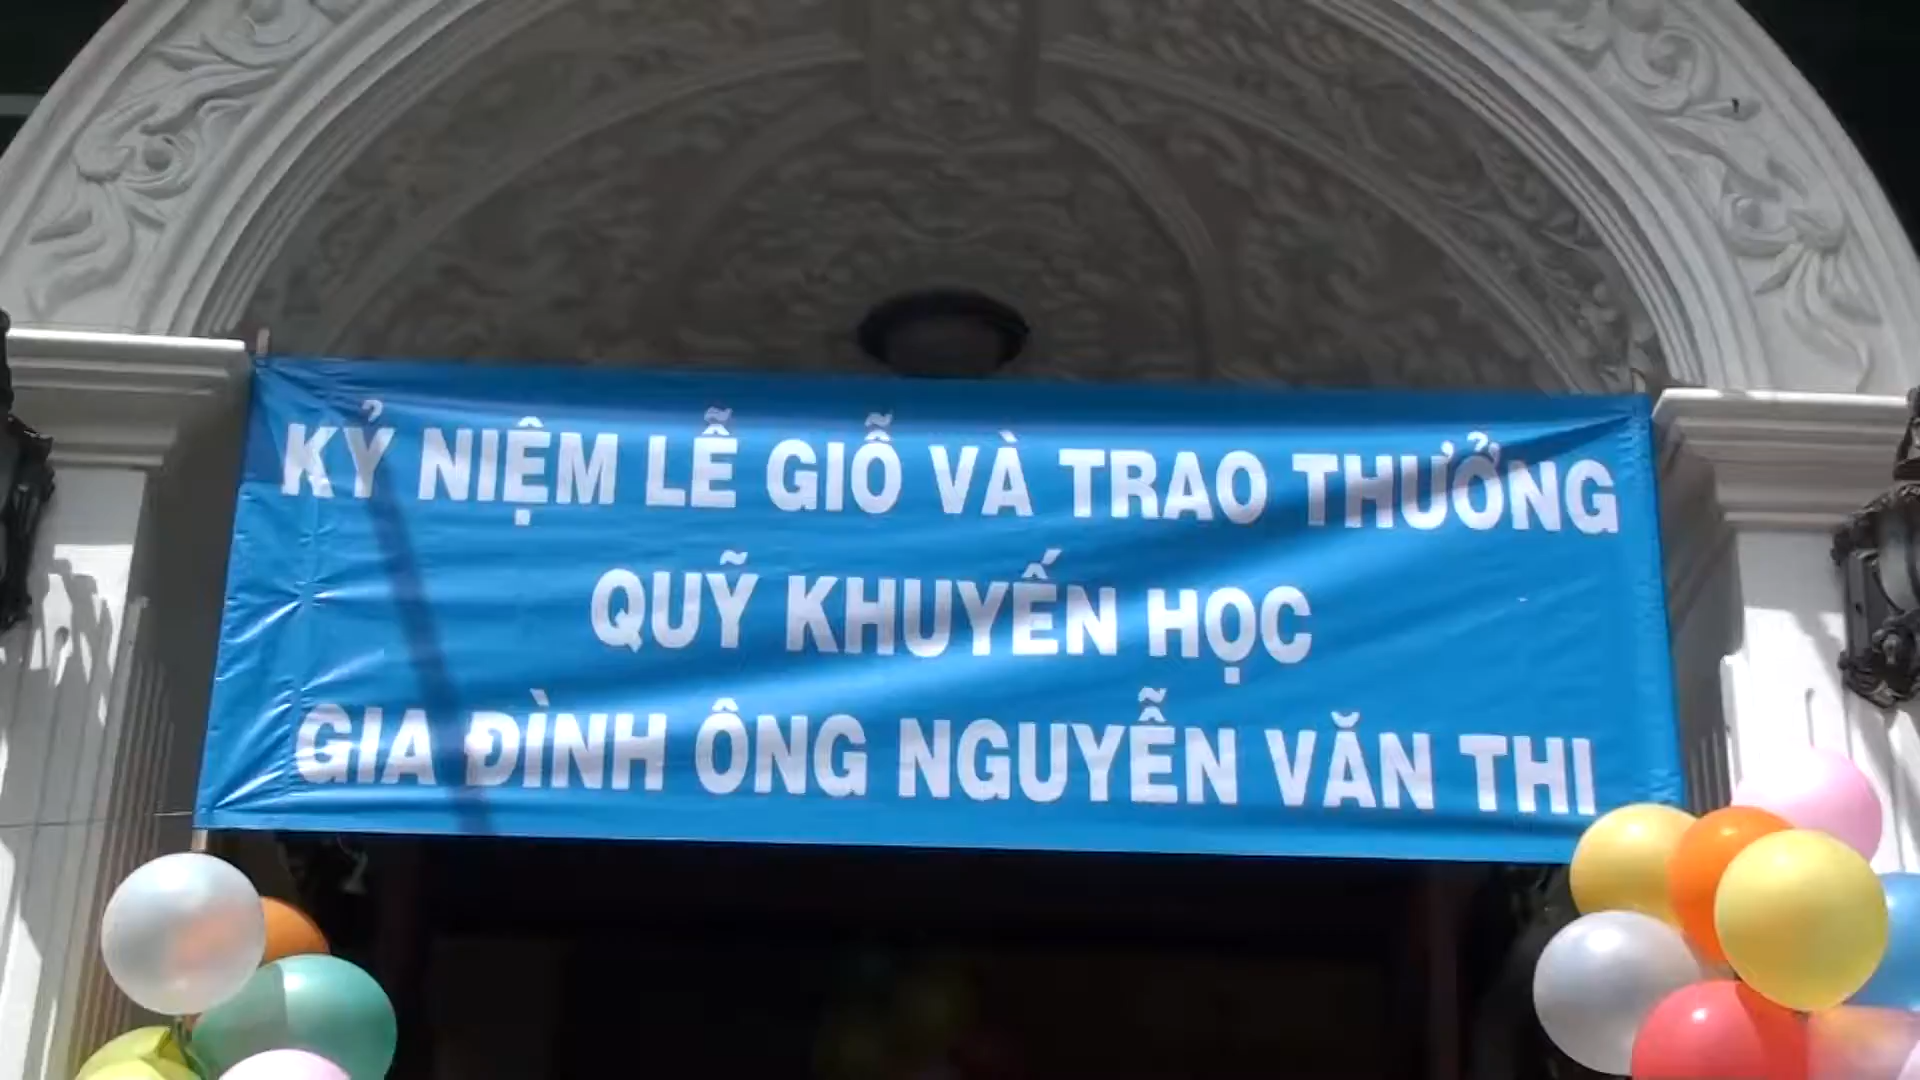 KỶ NIỆM LỄ GIỖ VÀ TRAO THƯỞNG
QUỸ KHUYẾN HỌC
GIA ĐÌNH ÔNG NGUYỄN VĂN THI